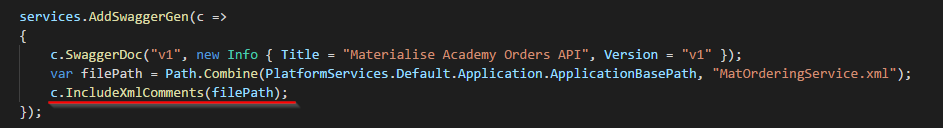 services.AddSwaggerGen(c =>
{
c.SwaggerDoc("v1", new Info { Title = "Materialise Academy Orders API", Version = "v1" });
var filePath = Path.Combine(PlatformServices.Default.Application.ApplicationBasePath, "MatOrderingService.xml");
c.IncludeXmlComments(filePath);
});